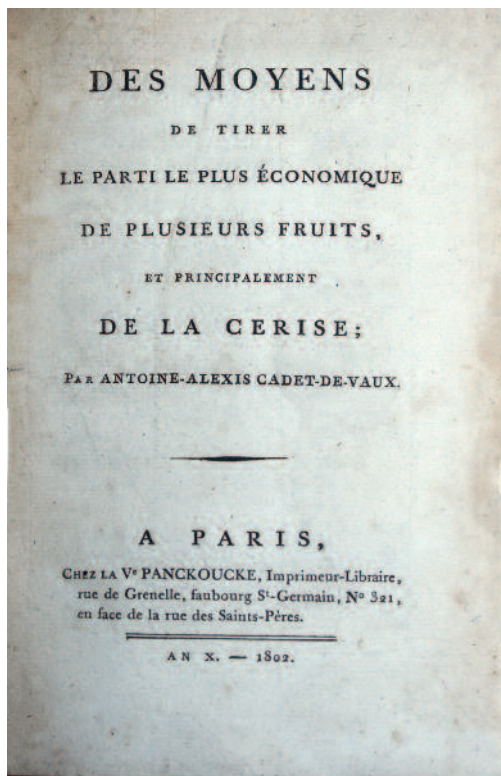 DES MOYENS
DE TIRER
LE PARTI LE PLUS ÉCONOMIQUE
DE PLUSIEURS FRUITS,
ET PRINCIPALEMENT
DE LA CERISE;
PAR ANTOINE-ALEXIS CADET-DE-VAUX.
A PARIS,
CHEZ LA Vᵉ PANCKOUCKE, Imprimeur-Libraire,
rue de Grenelle, faubourg Sᵗ-Germain, Nº 321,
en face de la rue des Saints-Pères.
AN X. — 1802.